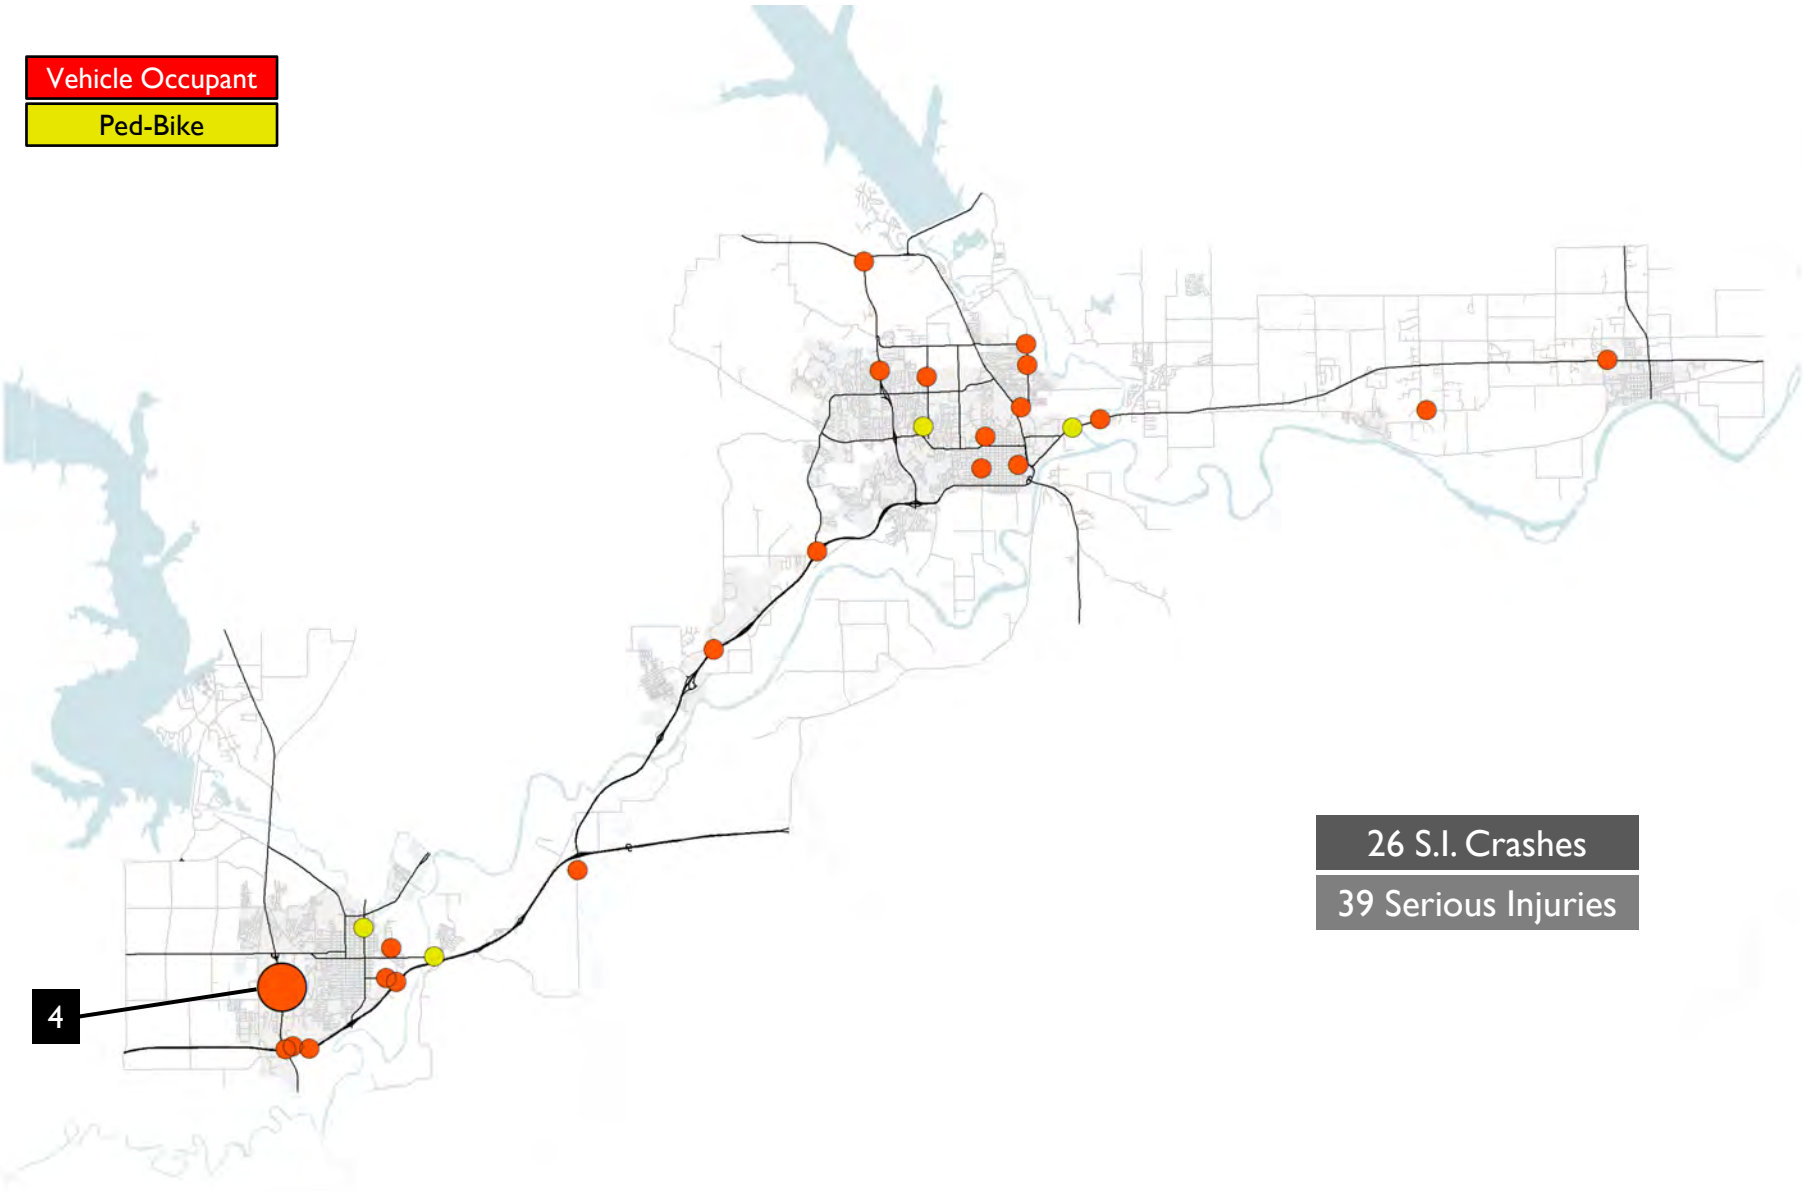 Vehicle Occupant
Ped-Bike
26 S.I. Crashes
39 Serious Injuries
4